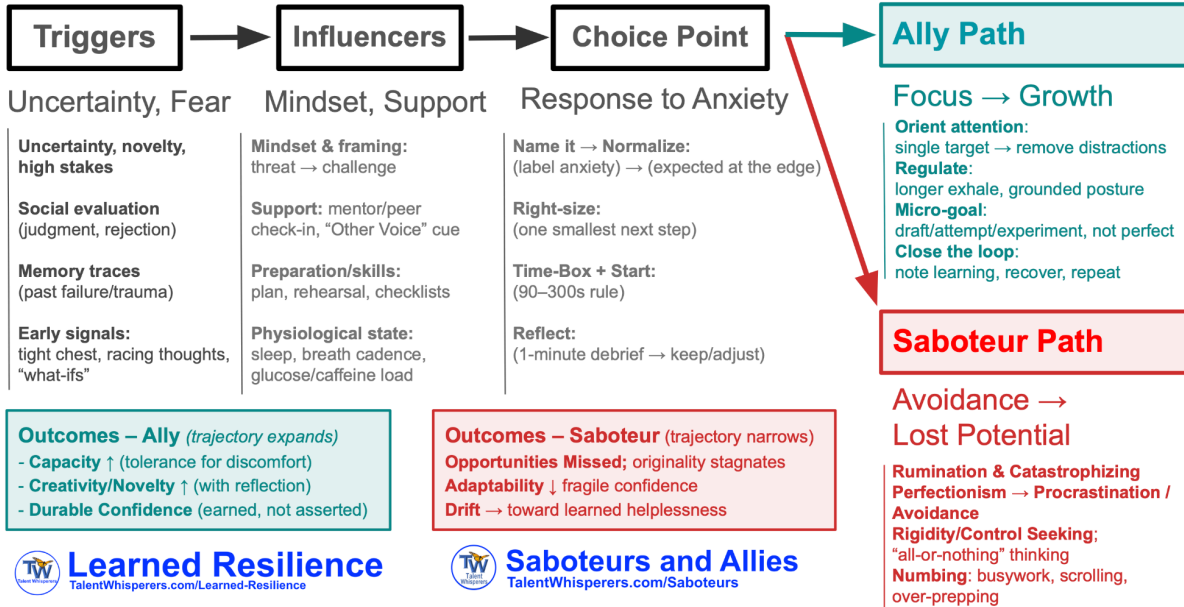 Triggers
Influencers
Choice Point
Ally Path
Uncertainty, Fear
Uncertainty, novelty,
high stakes
Social evaluation
(judgment, rejection)
Memory traces
(past failure/trauma)
Early signals:
tight chest, racing thoughts,
“what-ifs”
Mindset, Support
Mindset & framing:
threat → challenge
Support: mentor/peer
check-in, “Other Voice” cue
Preparation/skills:
plan, rehearsal, checklists
Physiological state:
sleep, breath cadence,
glucose/caffeine load
Response to Anxiety
Name it → Normalize:
(label anxiety) → (expected at the edge)
Right-size:
(one smallest next step)
Time-Box + Start:
(90–300s rule)
Reflect:
(1-minute debrief → keep/adjust)
Focus → Growth
Orient attention:
single target → remove distractions
Regulate:
longer exhale, grounded posture
Micro-goal:
draft/attempt/experiment, not perfect
Close the loop:
note learning, recover, repeat
Saboteur Path
Avoidance →
Lost Potential
Rumination & Catastrophizing
Perfectionism → Procrastination /
Avoidance
Rigidity/Control Seeking;
“all-or-nothing” thinking
Numbing: busywork, scrolling,
over-prepping
Outcomes – Ally (trajectory expands)
- Capacity ↑ (tolerance for discomfort)
- Creativity/Novelty ↑ (with reflection)
- Durable Confidence (earned, not asserted)
Outcomes – Saboteur (trajectory narrows)
Opportunities Missed; originality stagnates
Adaptability ↓ fragile confidence
Drift → toward learned helplessness
TW
Talent Whisperers
Learned Resilience
TalentWhisperers.com/Learned-Resilience
TW
Talent
Whisperers
Saboteurs and Allies
TalentWhisperers.com/Saboteurs